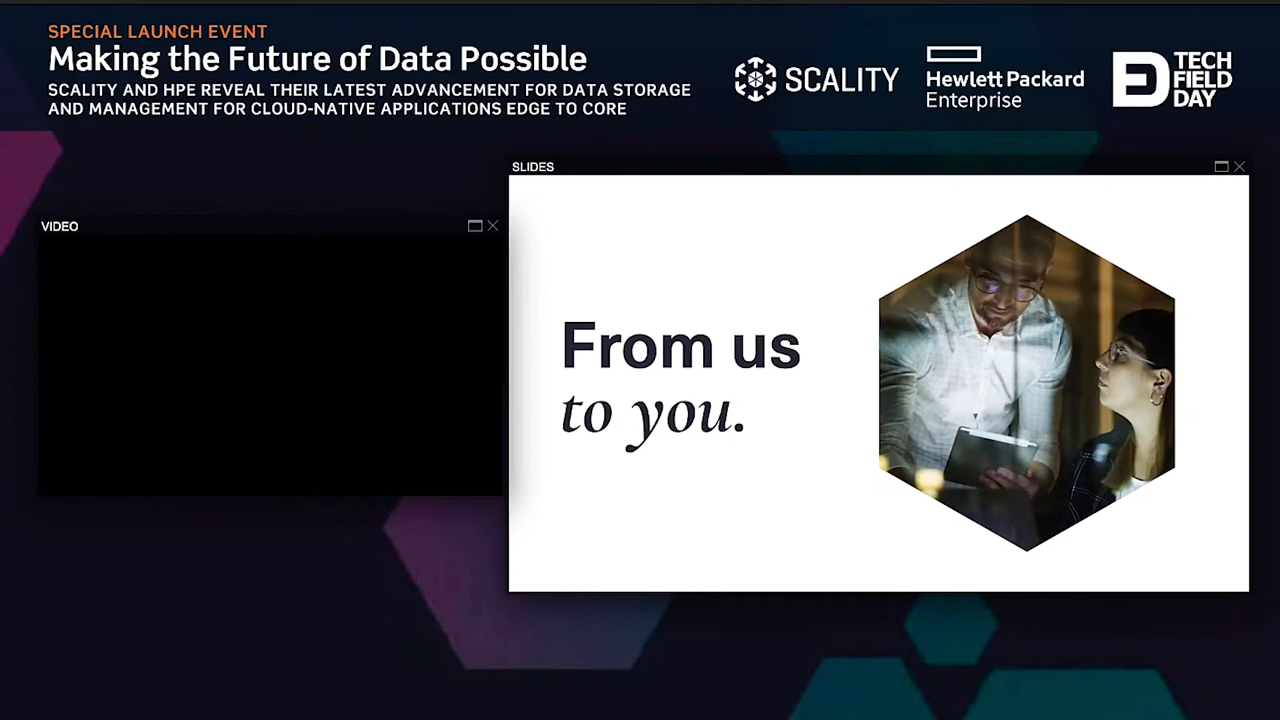 SPECIAL LAUNCH EVENT
Making the Future of Data Possible
SCALITY AND HPE REVEAL THEIR LATEST ADVANCEMENT FOR DATA STORAGE
AND MANAGEMENT FOR CLOUD-NATIVE APPLICATIONS EDGE TO CORE
SCALITY
Hewlett Packard
Enterprise
TECH
FIELD
DAY
VIDEO
SLIDES
From us
to you.